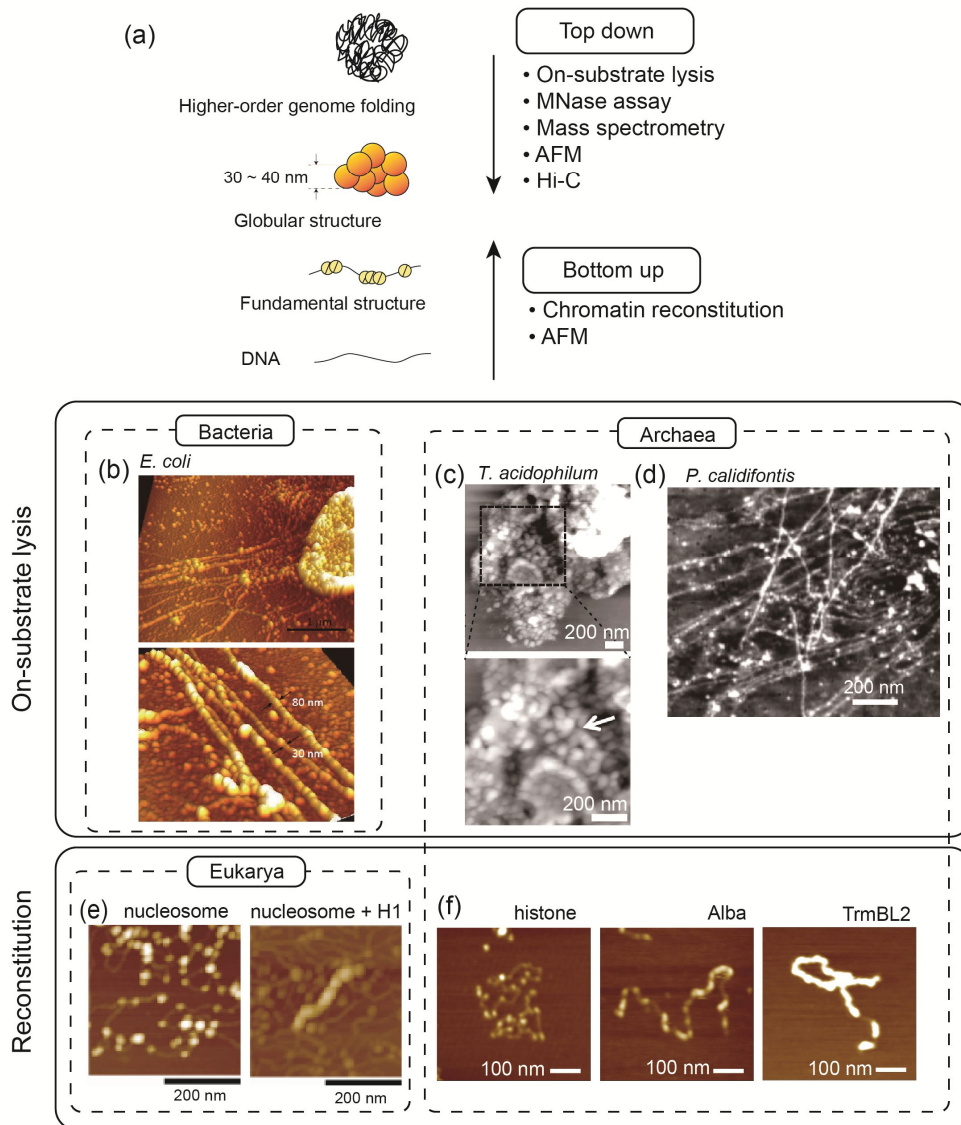 (a)
Top down
• On-substrate lysis
• MNase assay
• Mass spectrometry
• AFM
• Hi-C
Higher-order genome folding
30 ~ 40 nm
Globular structure
Bottom up
• Chromatin reconstitution
• AFM
Fundamental structure
DNA
On-substrate lysis
Bacteria
(b) E. coli
1 µm
80 nm
30 nm
Archaea
(c) T. acidophilum
200 nm
200 nm
(d) P. calidifontis
200 nm
Reconstitution
Eukarya
(e) nucleosome
nucleosome + H1
200 nm
200 nm
(f) histone
Alba
TrmBL2
100 nm
100 nm
100 nm